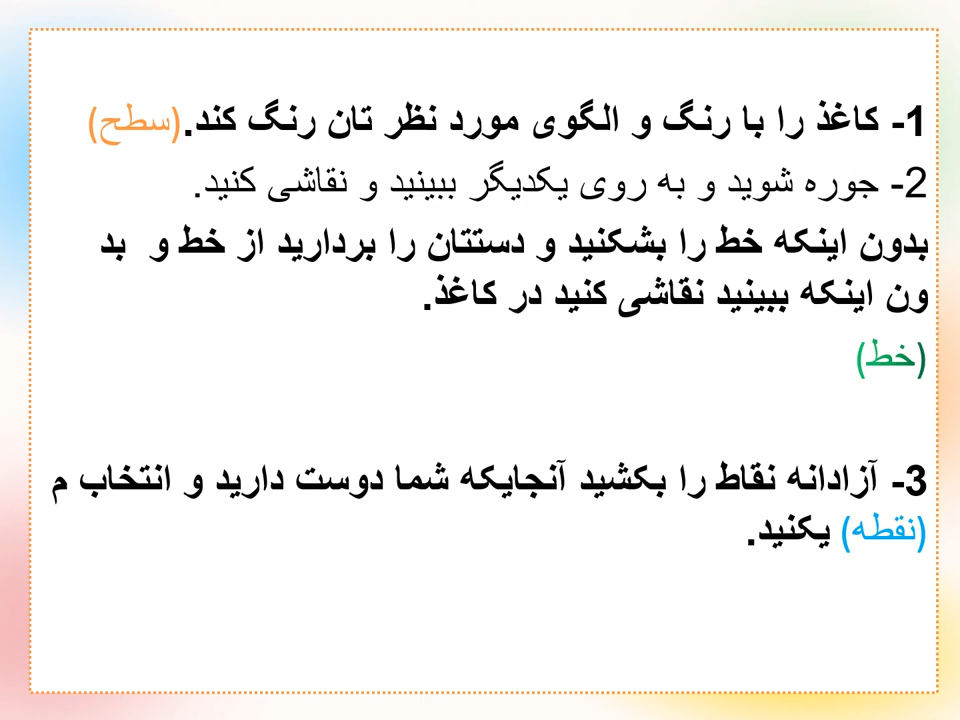 1- کاغذ را با رنگ و الگوی مورد نظر تان رنگ کند.(سطح)
2- جوره شوید و به روی یکدیگر ببینید و نقاشی کنید.
بدون اینکه خط را بشکنید و دستتان را بردارید از خط و بد
ون اینکه ببینید نقاشی کنید در کاغذ.
(خط)
3- آزادانه نقاط را بکشید آنجایکه شما دوست دارید و انتخاب م
(نقطه) یکنید.